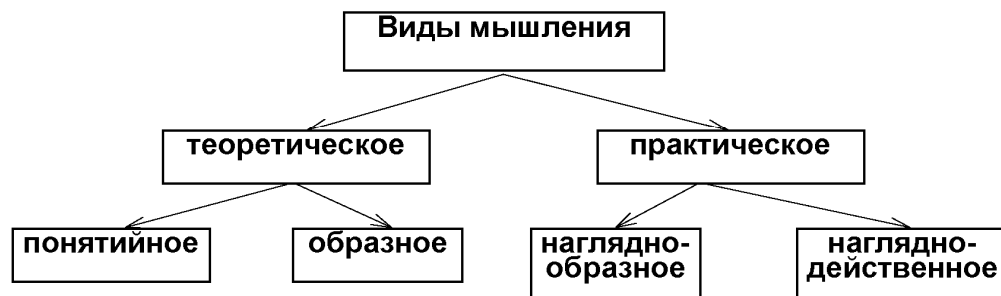 Виды мышления
теоретическое
практическое
понятийное
образное
наглядно-
образное
наглядно-
действенное